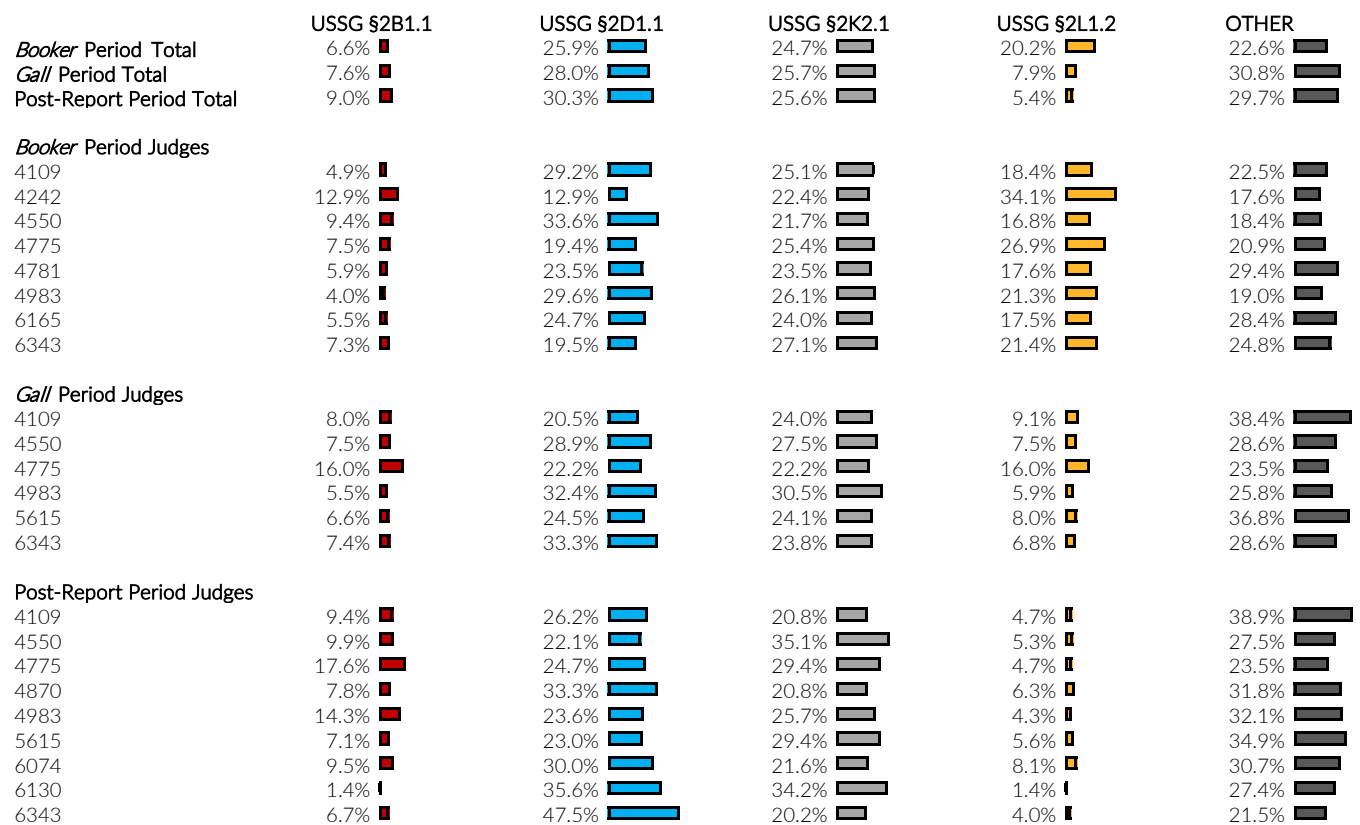 USSG §2B1.1 USSG §2D1.1 USSG §2K2.1 USSG §2L1.2 OTHER
Booker Period Total 6.6% 25.9% 24.7% 20.2% 22.6%
Gall Period Total 7.6% 28.0% 25.7% 7.9% 30.8%
Post-Report Period Total 9.0% 30.3% 25.6% 5.4% 29.7%
Booker Period Judges
4109 4.9% 29.2% 25.1% 18.4% 22.5%
4242 12.9% 12.9% 22.4% 34.1% 17.6%
4550 9.4% 33.6% 21.7% 16.8% 18.4%
4775 7.5% 19.4% 25.4% 26.9% 20.9%
4781 5.9% 23.5% 23.5% 17.6% 29.4%
4983 4.0% 29.6% 26.1% 21.3% 19.0%
6165 5.5% 24.7% 24.0% 17.5% 28.4%
6343 7.3% 19.5% 27.1% 21.4% 24.8%
Gall Period Judges
4109 8.0% 20.5% 24.0% 9.1% 38.4%
4550 7.5% 28.9% 27.5% 7.5% 28.6%
4775 16.0% 22.2% 22.2% 16.0% 23.5%
4983 5.5% 32.4% 30.5% 5.9% 25.8%
5615 6.6% 24.5% 24.1% 8.0% 36.8%
6343 7.4% 33.3% 23.8% 6.8% 28.6%
Post-Report Period Judges
4109 9.4% 26.2% 20.8% 4.7% 38.9%
4550 9.9% 22.1% 35.1% 5.3% 27.5%
4775 17.6% 24.7% 29.4% 4.7% 23.5%
4870 7.8% 33.3% 20.8% 6.3% 31.8%
4983 14.3% 23.6% 25.7% 4.3% 32.1%
5615 7.1% 23.0% 29.4% 5.6% 34.9%
6074 9.5% 30.0% 21.6% 8.1% 30.7%
6130 1.4% 35.6% 34.2% 1.4% 27.4%
6343 6.7% 47.5% 20.2% 4.0% 21.5%